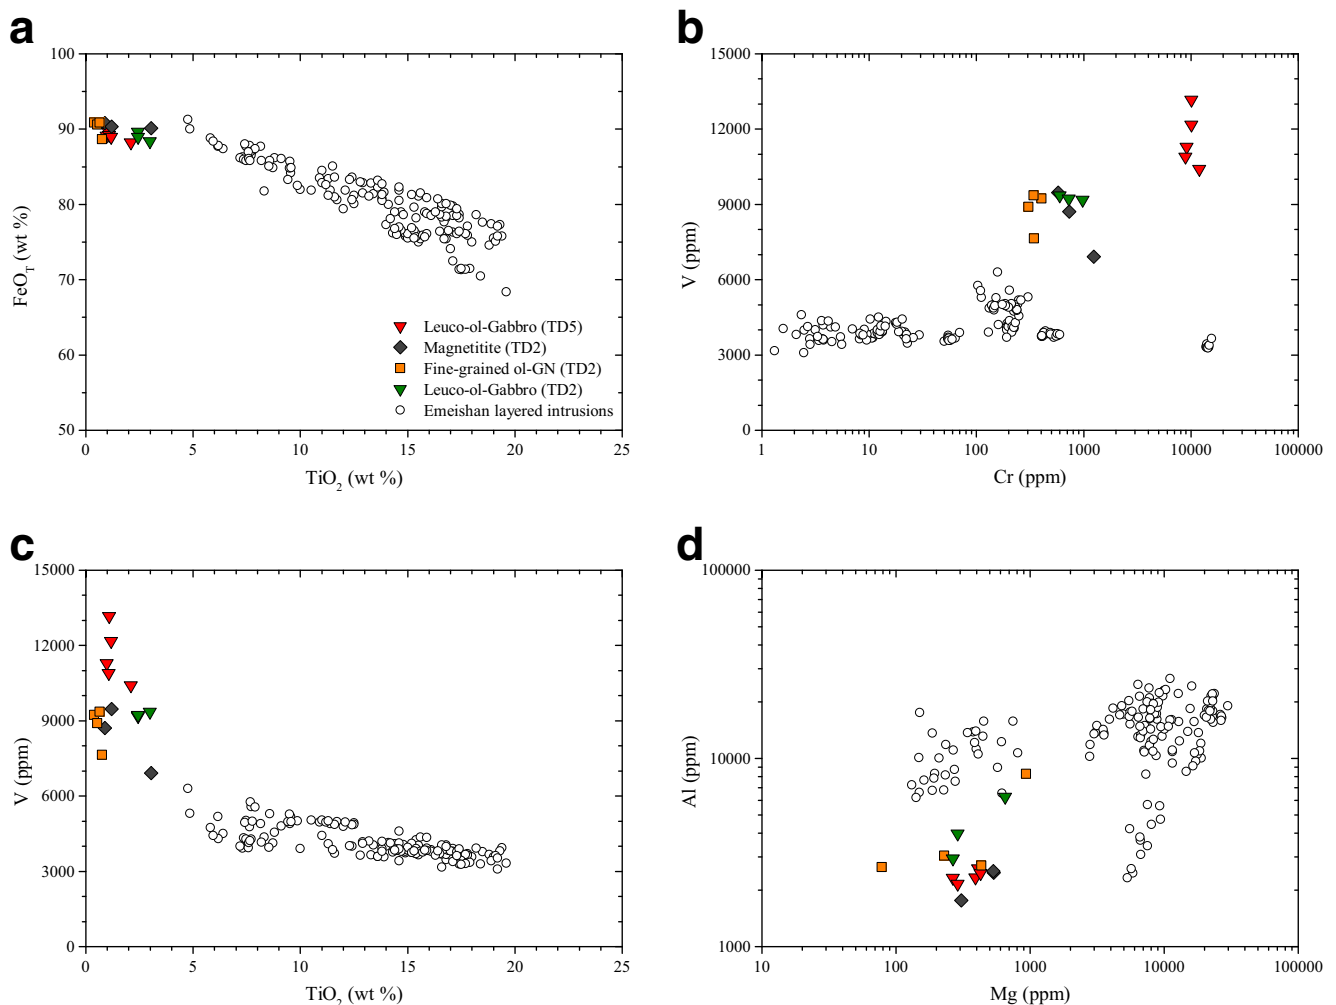 a
100
90
80
70
60
50
FeO_T (wt %)
Leuco-ol-Gabbro (TD5)
Magnetitite (TD2)
Fine-grained ol-GN (TD2)
Leuco-ol-Gabbro (TD2)
Emeishan layered intrusions
0 5 10 15 20 25
TiO2 (wt %)
b
15000
12000
9000
6000
3000
0
V (ppm)
1 10 100 1000 10000 100000
Cr (ppm)
c
15000
12000
9000
6000
3000
0
V (ppm)
0 5 10 15 20 25
TiO2 (wt %)
d
100000
10000
1000
Al (ppm)
10 100 1000 10000 100000
Mg (ppm)